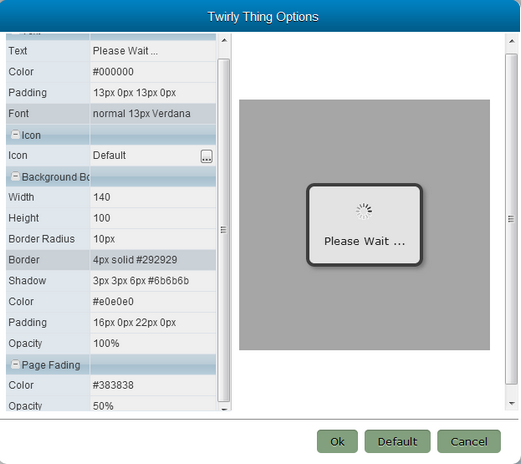 Twirly Thing Options
Text Please Wait ...
Color #000000
Padding 13px 0px 13px 0px
Font normal 13px Verdana
Icon
Icon Default ...
Background Bo
Width 140
Height 100
Border Radius 10px
Border 4px solid #292929
Shadow 3px 3px 6px #6b6b6b
Color #e0e0e0
Padding 16px 0px 22px 0px
Opacity 100%
Page Fading
Color #383838
Opacity 50%
Please Wait ...
Ok Default Cancel